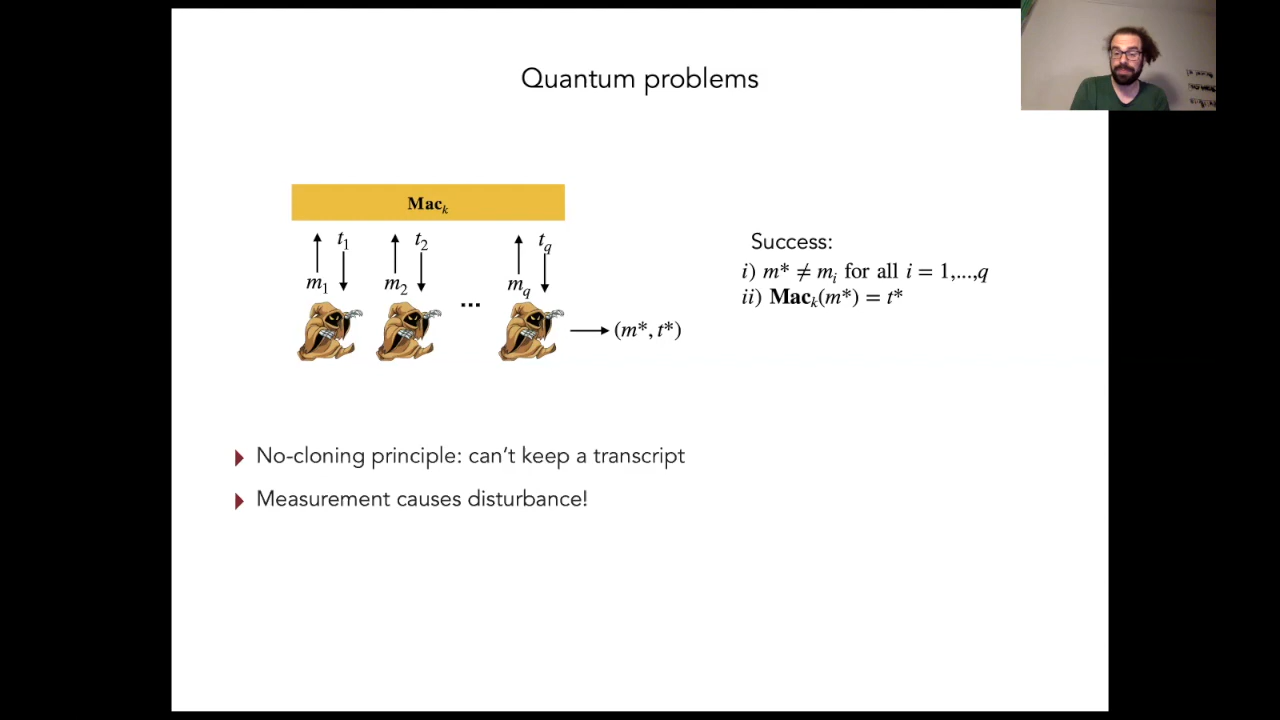 Quantum problems
Mac_k
t_1 t_2 t_q
m_1 m_2 m_q
...
(m*, t*)
Success:
i) m* ≠ m_i for all i = 1,...,q
ii) Mac_k(m*) = t*
No-cloning principle: can't keep a transcript
Measurement causes disturbance!